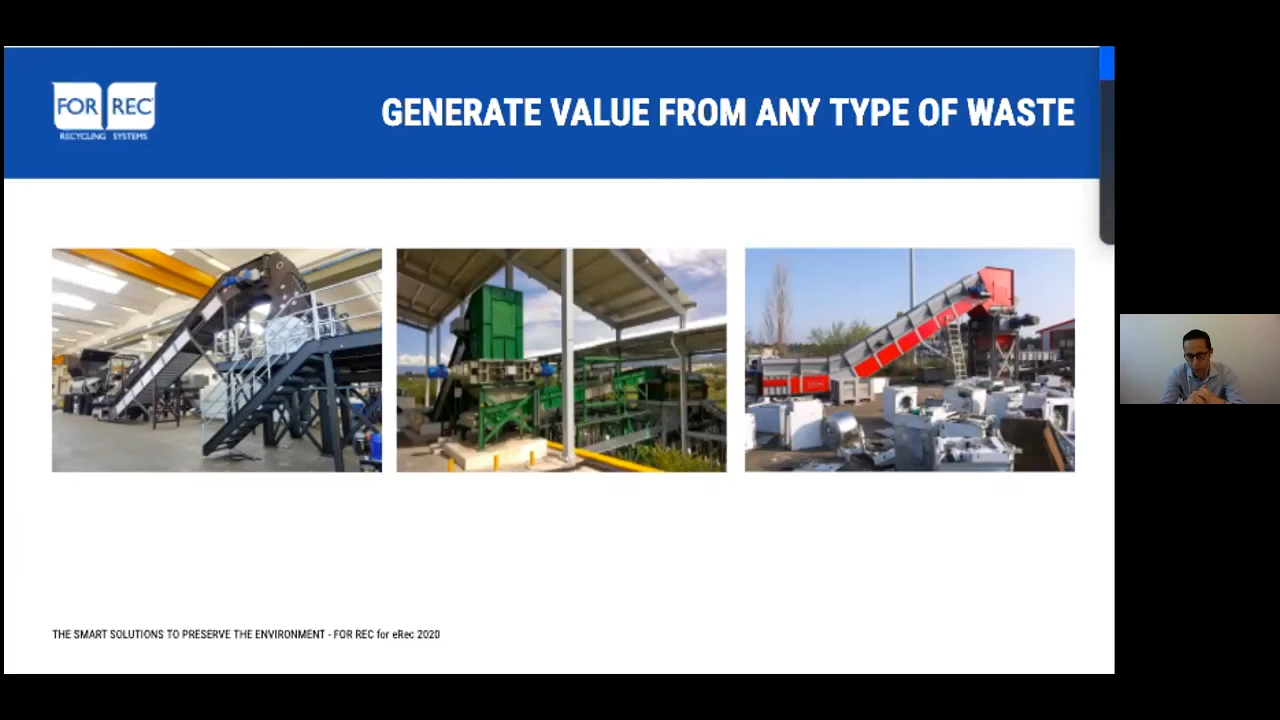 FOR REC
RECYCLING SYSTEMS
GENERATE VALUE FROM ANY TYPE OF WASTE
THE SMART SOLUTIONS TO PRESERVE THE ENVIRONMENT - FOR REC for eRec 2020